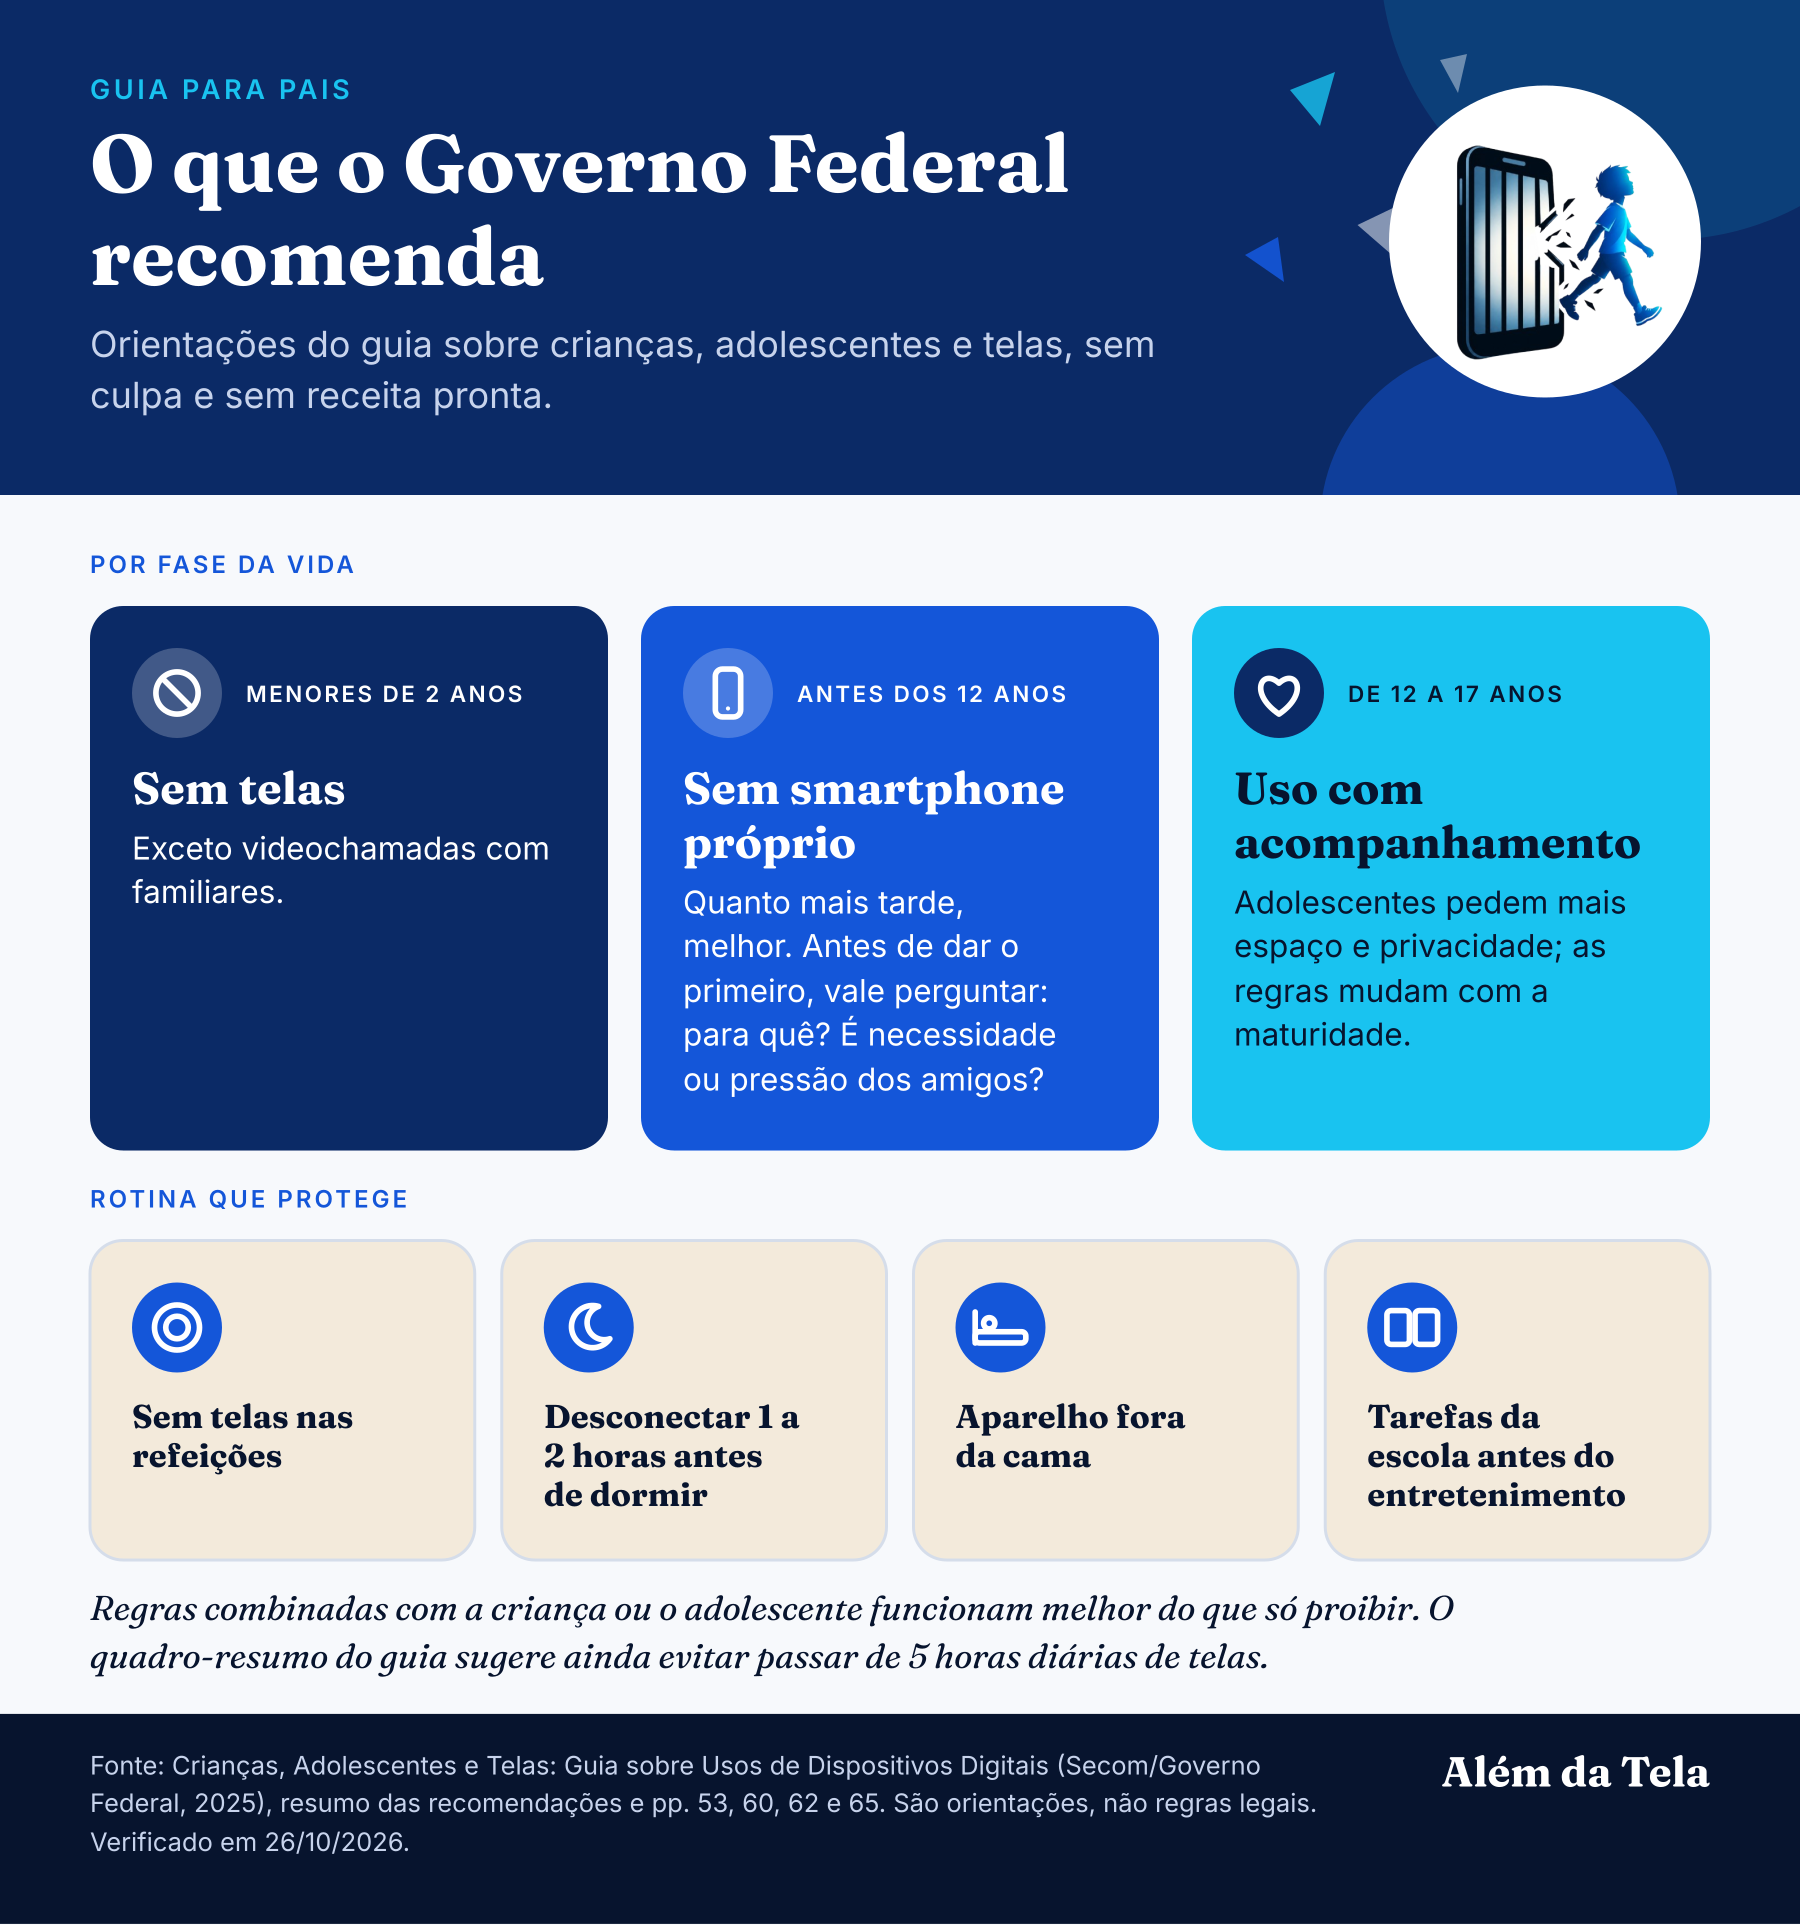 GUIA PARA PAIS
O que o Governo Federal
recomenda
Orientações do guia sobre crianças, adolescentes e telas, sem
culpa e sem receita pronta.
POR FASE DA VIDA
MENORES DE 2 ANOS
Sem telas
Exceto videochamadas com
familiares.
ANTES DOS 12 ANOS
Sem smartphone
próprio
Quanto mais tarde,
melhor. Antes de dar o
primeiro, vale perguntar:
para quê? É necessidade
ou pressão dos amigos?
DE 12 A 17 ANOS
Uso com
acompanhamento
Adolescentes pedem mais
espaço e privacidade; as
regras mudam com a
maturidade.
ROTINA QUE PROTEGE
Sem telas nas
refeições
Desconectar 1 a
2 horas antes
de dormir
Aparelho fora
da cama
Tarefas da
escola antes do
entretenimento
Regras combinadas com a criança ou o adolescente funcionam melhor do que só proibir. O
quadro-resumo do guia sugere ainda evitar passar de 5 horas diárias de telas.
Fonte: Crianças, Adolescentes e Telas: Guia sobre Usos de Dispositivos Digitais (Secom/Governo
Federal, 2025), resumo das recomendações e pp. 53, 60, 62 e 65. São orientações, não regras legais.
Verificado em 26/10/2026.
Além da Tela